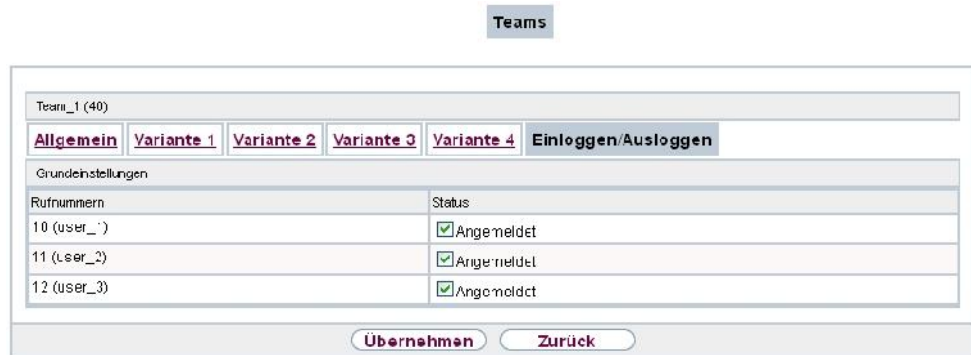 Teams
Team_1 (40)
Allgemein Variante 1 Variante 2 Variante 3 Variante 4 Einloggen/Ausloggen
Grundeinstellungen
Rufnummern Status
10 (user_1) Angemeldet
11 (user_2) Angemeldet
12 (user_3) Angemeldet
Übernehmen Zurück